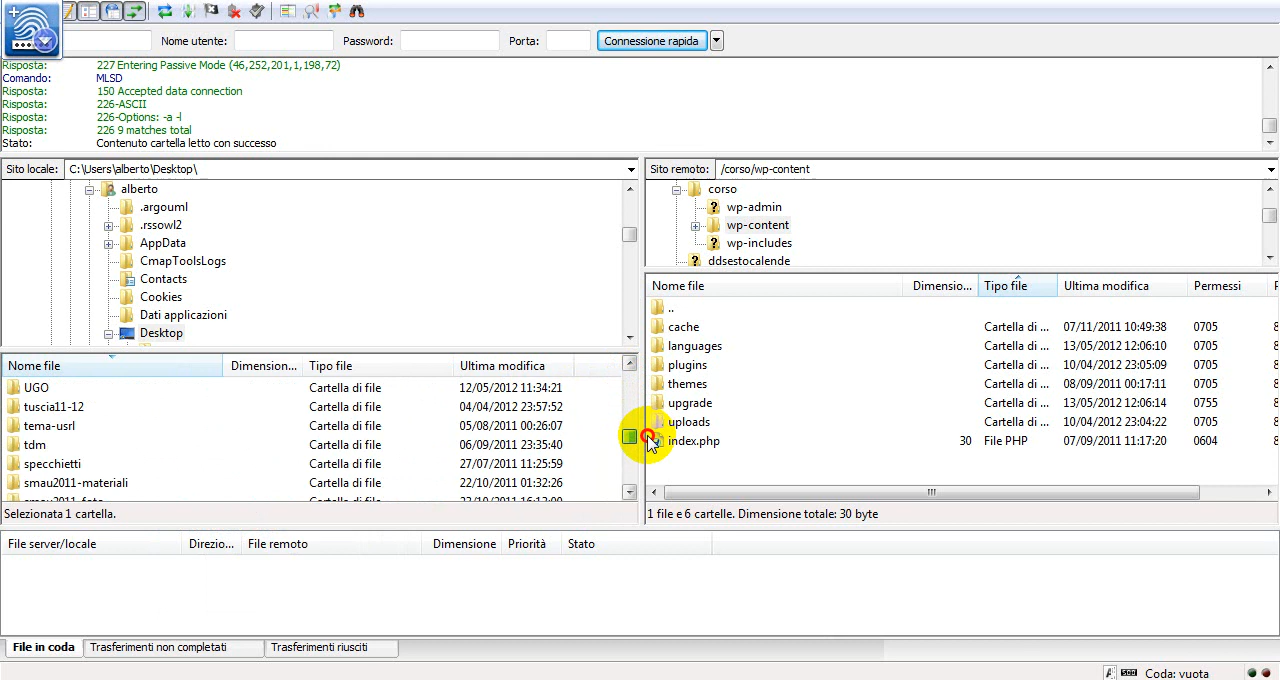 Nome utente: Password: Porta: Connessione rapida
Risposta: 227 Entering Passive Mode (46,252,201,1,198,72)
Comando: MLSD
Risposta: 150 Accepted data connection
Risposta: 226-ASCII
Risposta: 226-Options: -a -l
Risposta: 226 9 matches total
Stato: Contenuto cartella letto con successo
Sito locale: C:\Users\alberto\Desktop\
alberto
.argouml
.rssowl2
AppData
CmapToolsLogs
Contacts
Cookies
Dati applicazioni
Desktop
Nome file Dimension... Tipo file Ultima modifica
UGO Cartella di file 12/05/2012 11:34:21
tuscia11-12 Cartella di file 04/04/2012 23:57:52
tema-usrl Cartella di file 05/08/2011 00:26:07
tdm Cartella di file 06/09/2011 23:35:40
specchietti Cartella di file 27/07/2011 11:25:59
smau2011-materiali Cartella di file 22/10/2011 01:32:26
smau2011-foto Cartella di file
Selezionata 1 cartella.
Sito remoto: /corso/wp-content
corso
wp-admin
wp-content
wp-includes
ddsestocalende
Nome file Dimensio... Tipo file Ultima modifica Permessi
..
cache Cartella di ... 07/11/2011 10:49:38 0705
languages Cartella di ... 13/05/2012 12:06:10 0705
plugins Cartella di ... 10/04/2012 23:05:09 0705
themes Cartella di ... 08/09/2011 00:17:11 0705
upgrade Cartella di ... 13/05/2012 12:06:14 0755
uploads Cartella di ... 10/04/2012 23:04:22 0705
index.php 30 File PHP 11:17:20 0604
1 file e 6 cartelle. Dimensione totale: 30 byte
File server/locale Direzio... File remoto Dimensione Priorità Stato
File in coda Trasferimenti non completati Trasferimenti riusciti
Coda: vuota